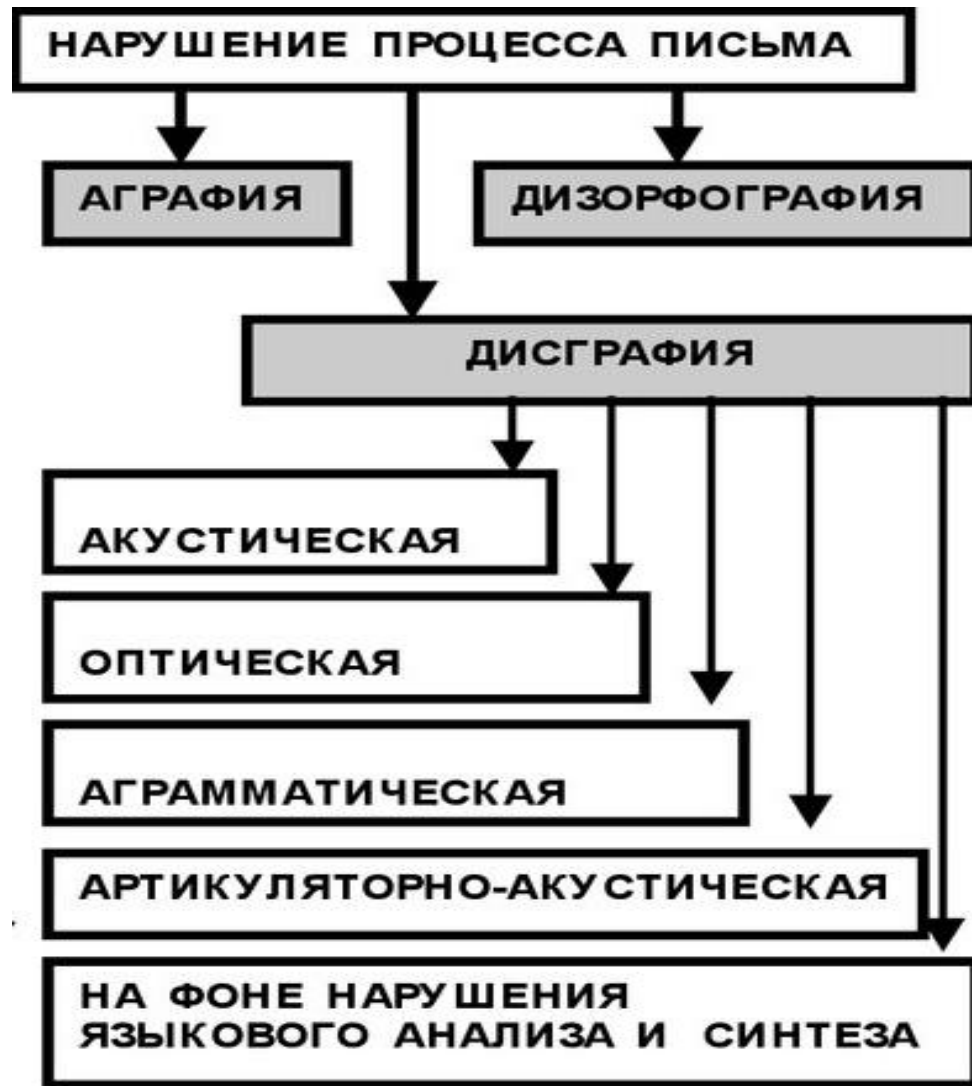 НАРУШЕНИЕ ПРОЦЕССА ПИСЬМА
АГРАФИЯ
ДИЗОРФОГРАФИЯ
ДИСГРАФИЯ
АКУСТИЧЕСКАЯ
ОПТИЧЕСКАЯ
АГРАММАТИЧЕСКАЯ
АРТИКУЛЯТОРНО-АКУСТИЧЕСКАЯ
НА ФОНЕ НАРУШЕНИЯ
ЯЗЫКОВОГО АНАЛИЗА И СИНТЕЗА